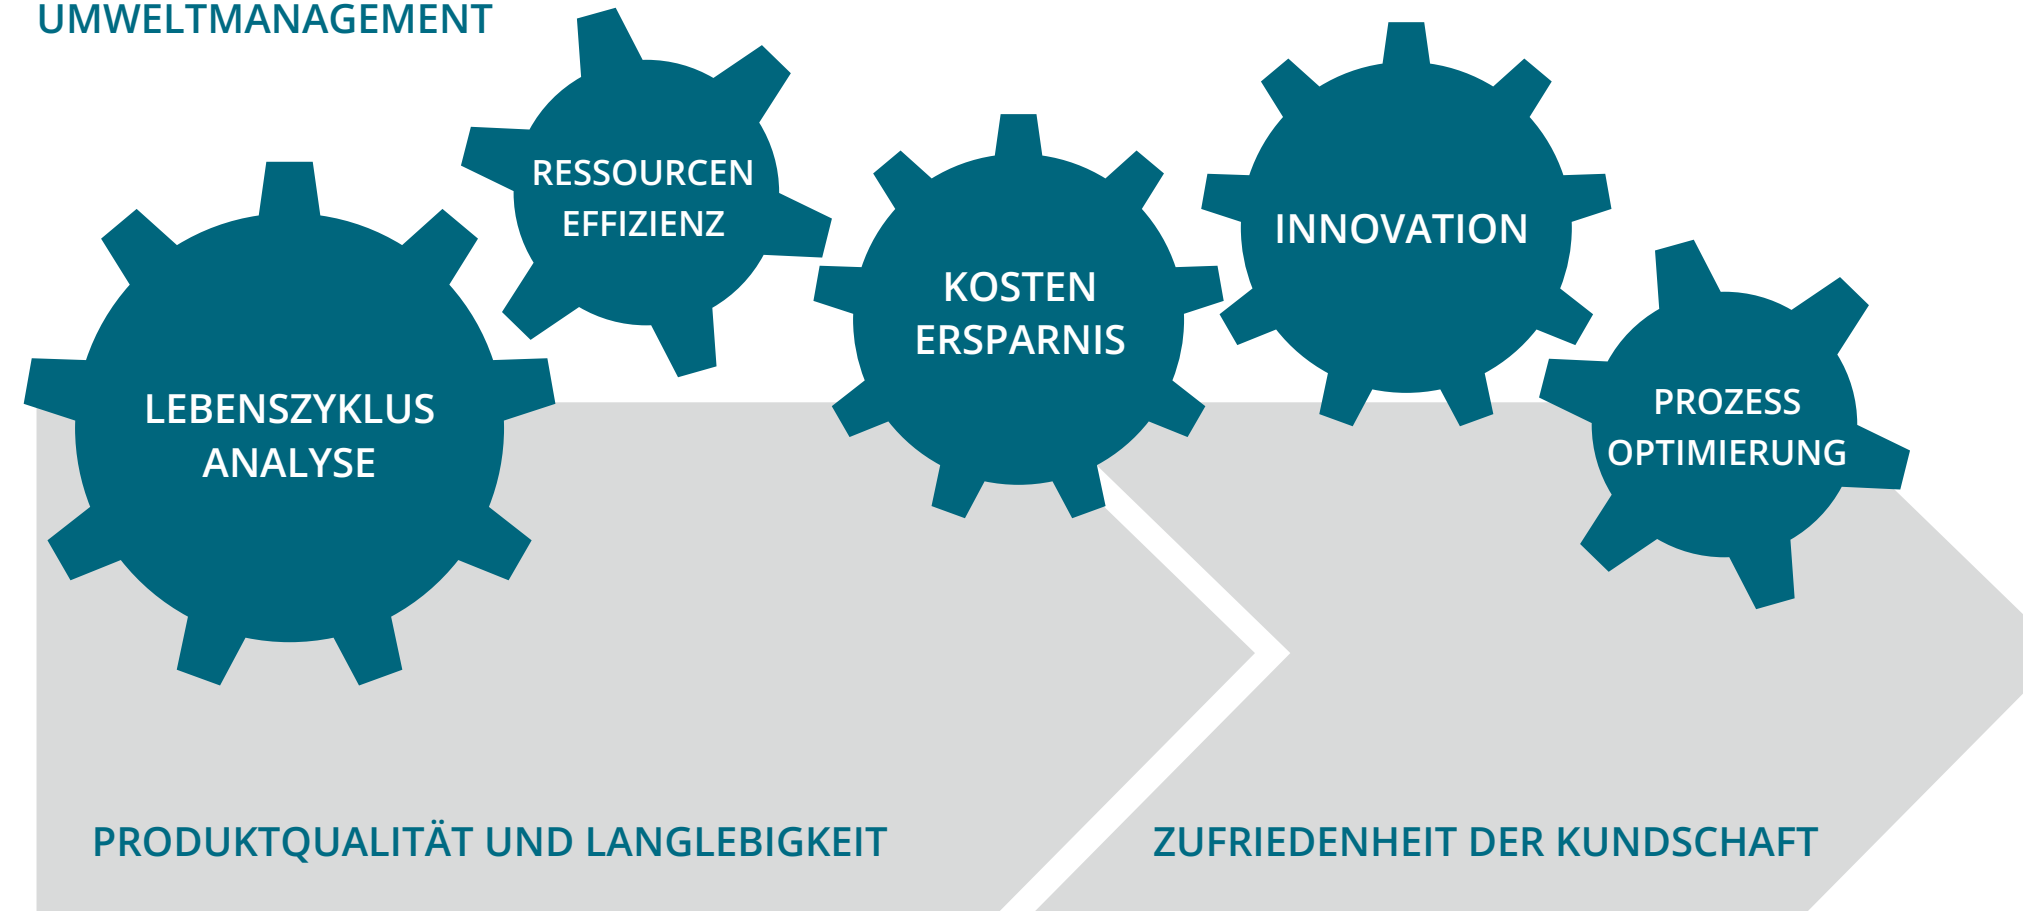 UMWELTMANAGEMENT
RESSOURCEN
EFFIZIENZ
INNOVATION
KOSTEN
ERSPARNIS
LEBENSZYKLUS
ANALYSE
PROZESS
OPTIMIERUNG
PRODUKTQUALITÄT UND LANGLEBIGKEIT
ZUFRIEDENHEIT DER KUNDSCHAFT